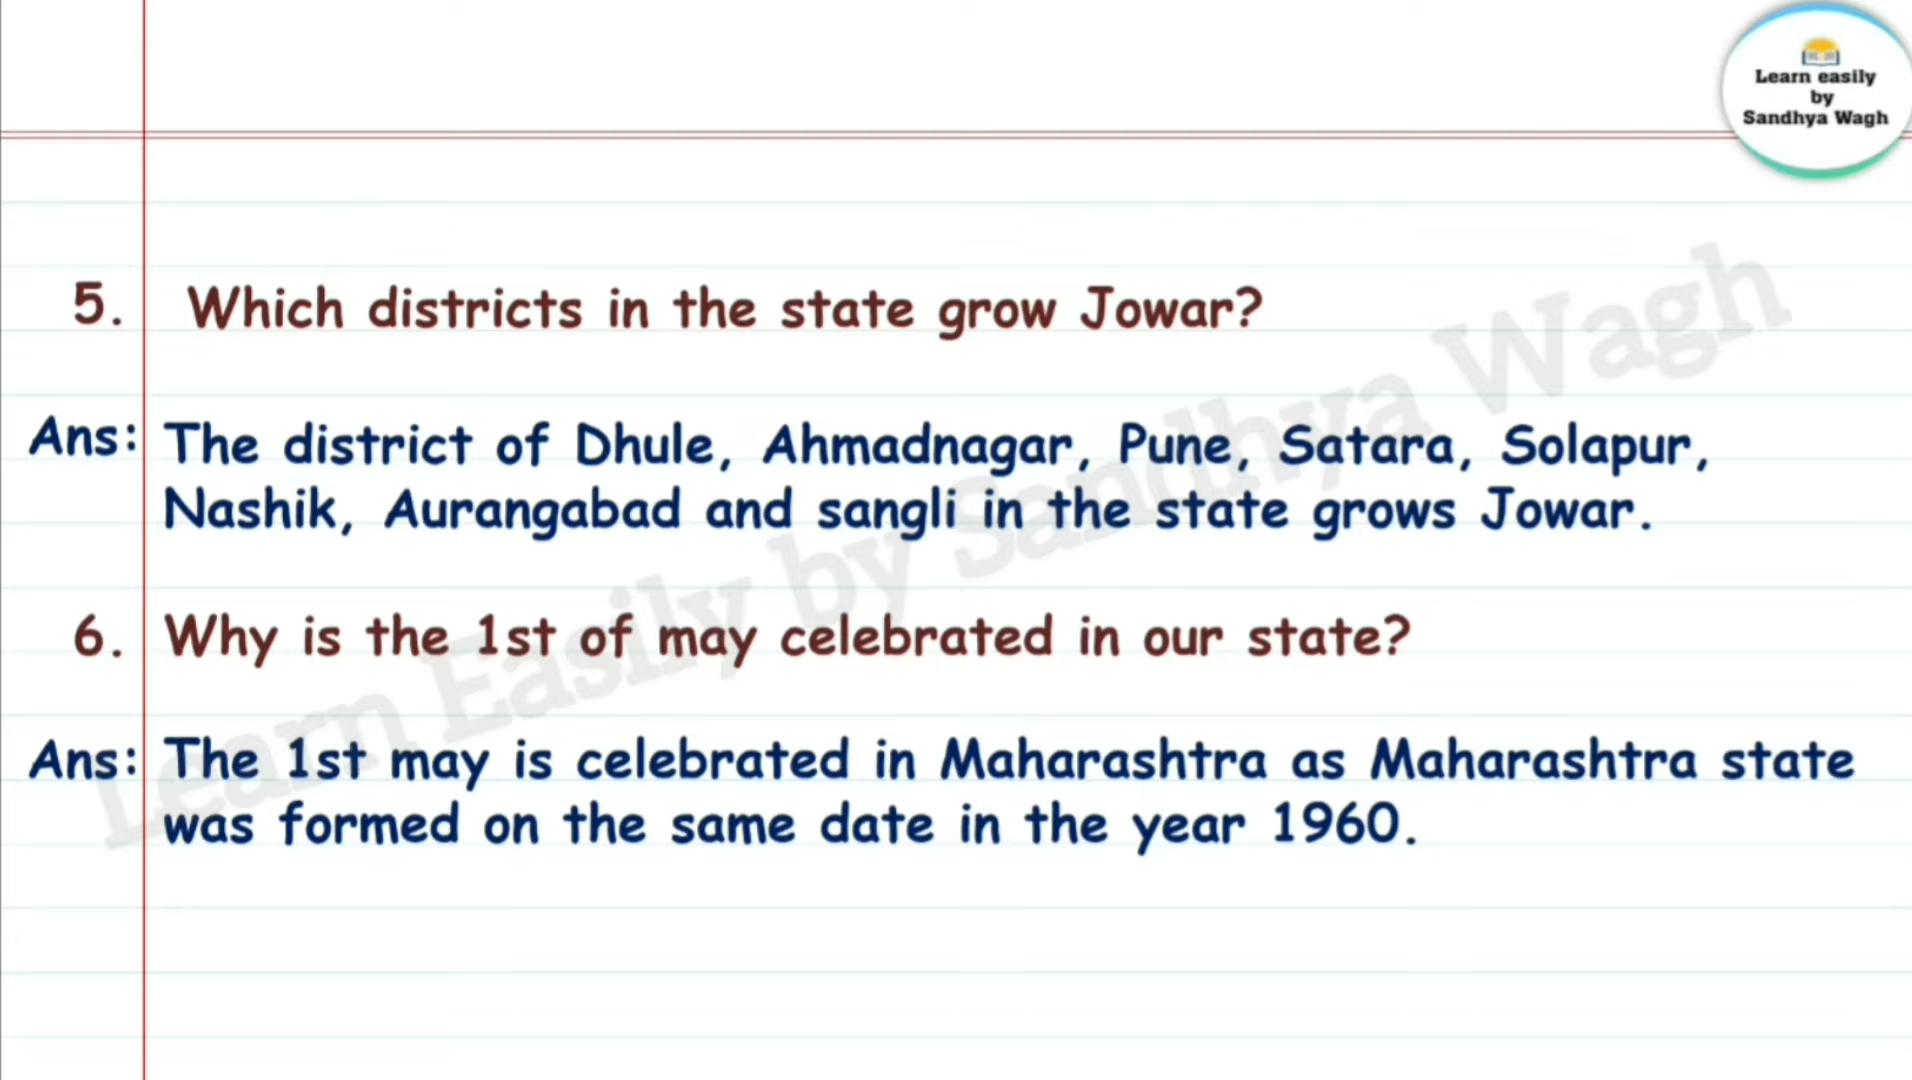 Learn easily
by
Sandhya Wagh
5. Which districts in the state grow Jowar?
Ans: The district of Dhule, Ahmadnagar, Pune, Satara, Solapur,
Nashik, Aurangabad and sangli in the state grows Jowar.
6. Why is the 1st of may celebrated in our state?
Ans: The 1st may is celebrated in Maharashtra as Maharashtra state
was formed on the same date in the year 1960.
Learn Easily by Sandhya Wagh